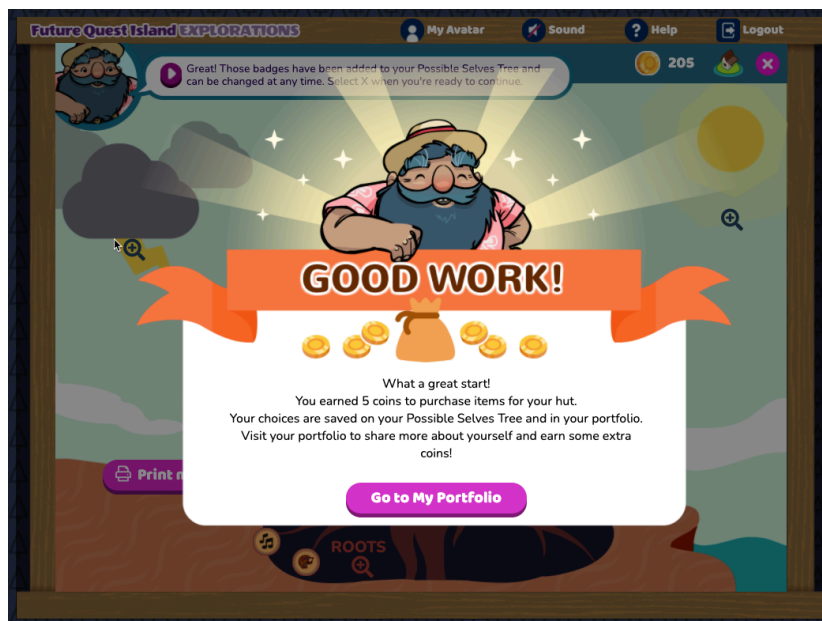 Future Quest Island EXPLORATIONS
My Avatar
Sound
? Help
Logout
Great! Those badges have been added to your Possible Selves Tree and
can be changed at any time. Select X when you're ready to continue.
205
GOOD WORK!
What a great start!
You earned 5 coins to purchase items for your hut.
Your choices are saved on your Possible Selves Tree and in your portfolio.
Visit your portfolio to share more about yourself and earn some extra
coins!
Print
Go to My Portfolio
ROOTS